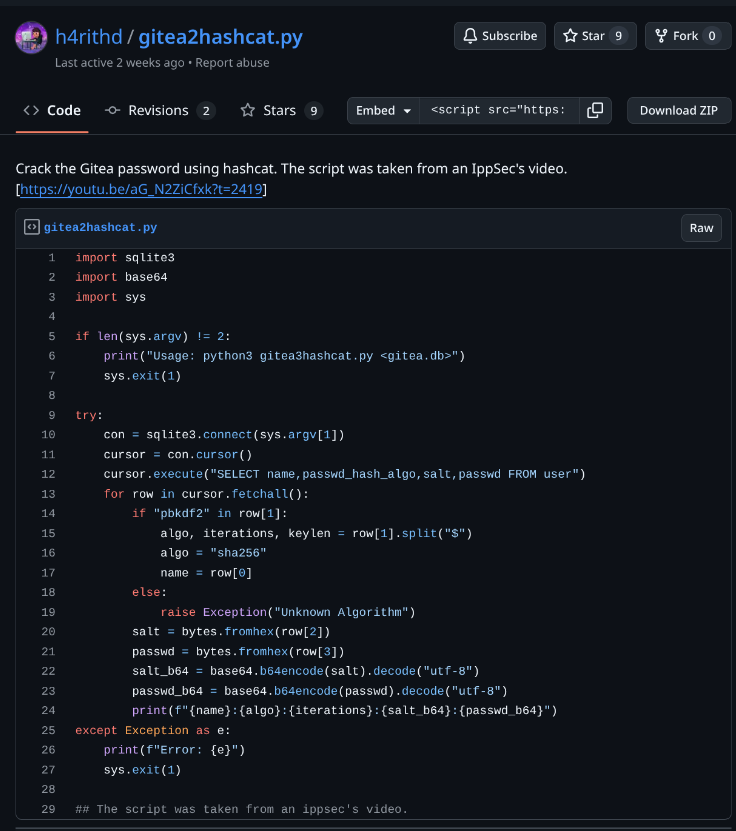 h4rithd / gitea2hashcat.py
Subscribe
Star 9
Fork 0
Last active 2 weeks ago • Report abuse
<> Code
Revisions 2
Stars 9
Embed
<script src="https:
Download ZIP
Crack the Gitea password using hashcat. The script was taken from an IppSec's video.
[https://youtu.be/aG_N2ZiCfxk?t=2419]
gitea2hashcat.py
Raw
1 import sqlite3
2 import base64
3 import sys
4
5 if len(sys.argv) != 2:
6     print("Usage: python3 gitea3hashcat.py <gitea.db>")
7     sys.exit(1)
8
9 try:
10     con = sqlite3.connect(sys.argv[1])
11     cursor = con.cursor()
12     cursor.execute("SELECT name,passwd_hash_algo,salt,passwd FROM user")
13     for row in cursor.fetchall():
14         if "pbkdf2" in row[1]:
15             algo, iterations, keylen = row[1].split("$")
16             algo = "sha256"
17             name = row[0]
18         else:
19             raise Exception("Unknown Algorithm")
20         salt = bytes.fromhex(row[2])
21         passwd = bytes.fromhex(row[3])
22         salt_b64 = base64.b64encode(salt).decode("utf-8")
23         passwd_b64 = base64.b64encode(passwd).decode("utf-8")
24         print(f"{name}:{algo}:{iterations}:{salt_b64}:{passwd_b64}")
25 except Exception as e:
26     print(f"Error: {e}")
27     sys.exit(1)
28
29 ## The script was taken from an ippsec's video.